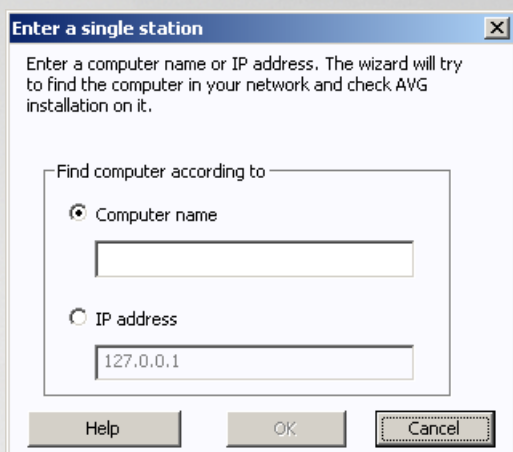 Enter a single station
Enter a computer name or IP address. The wizard will try
to find the computer in your network and check AVG
installation on it.
Find computer according to
Computer name
IP address
127.0.0.1
Help
OK
Cancel